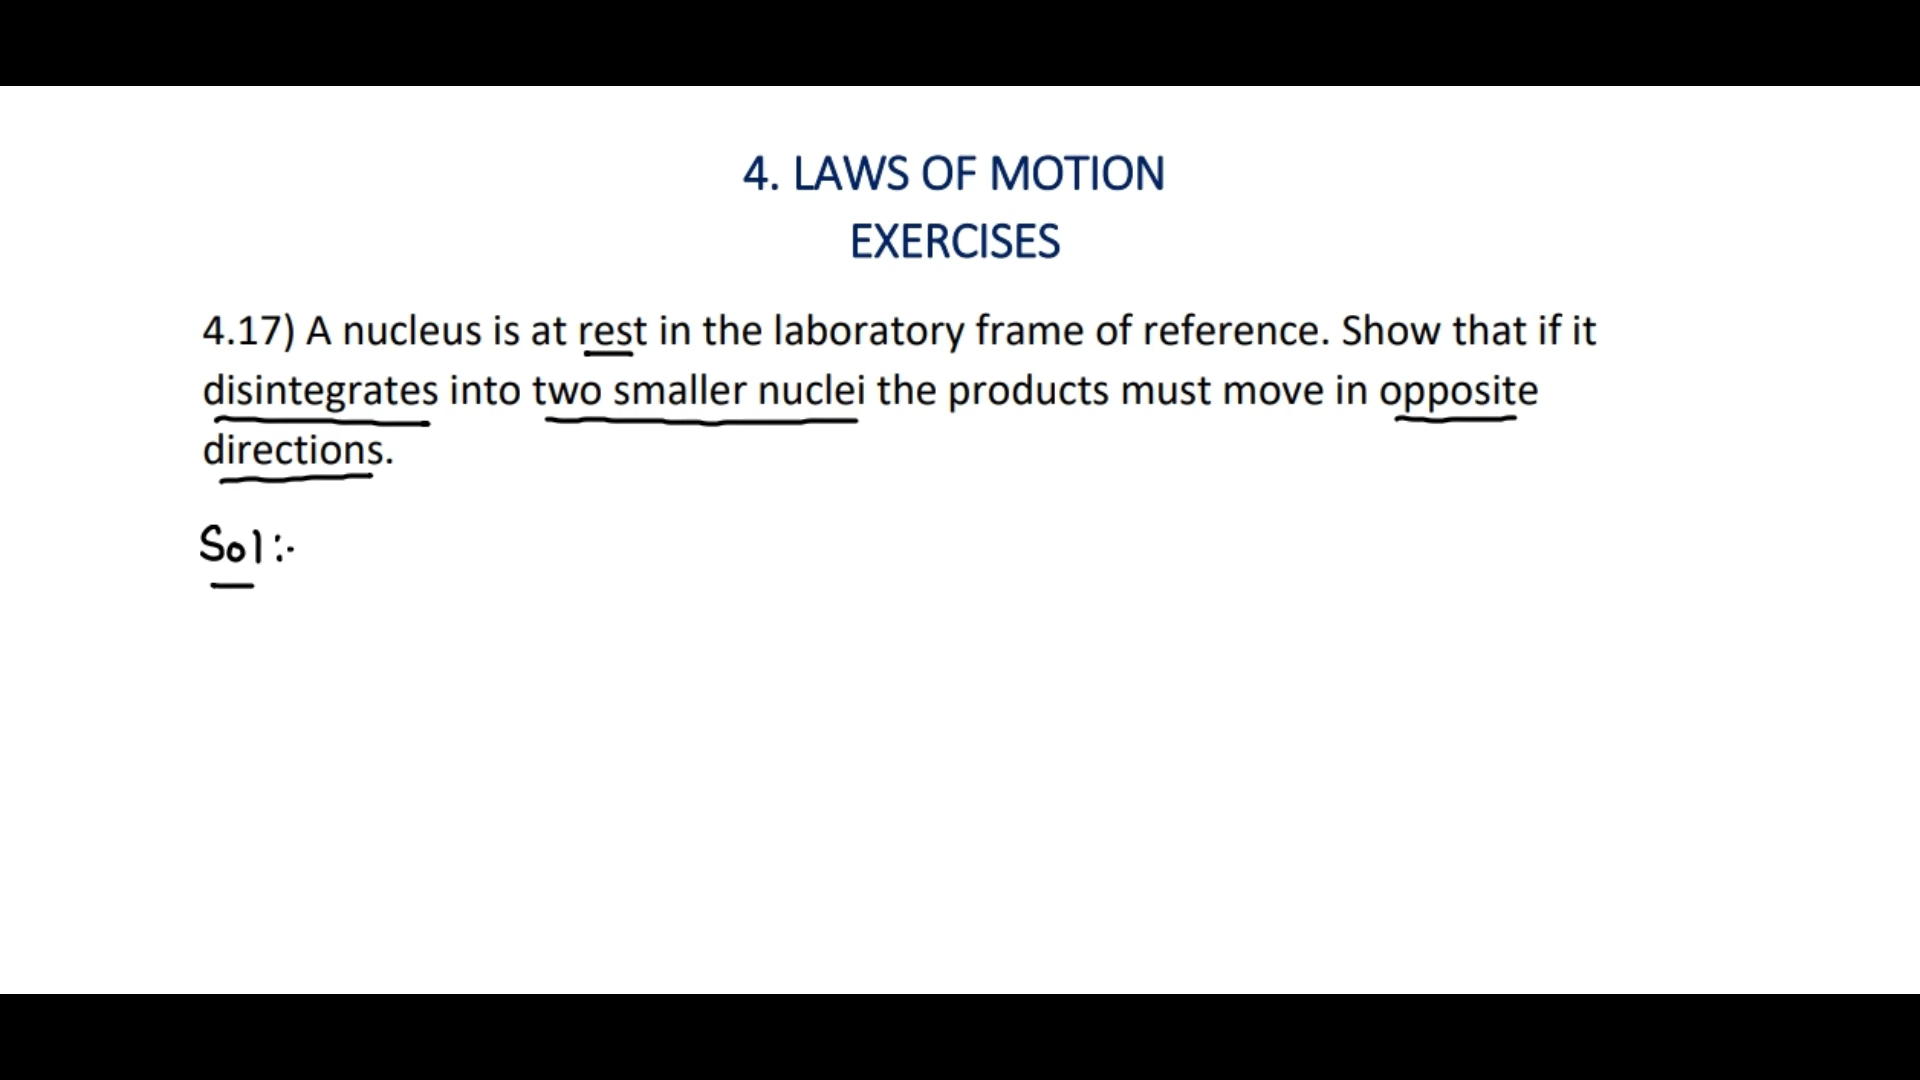 4. LAWS OF MOTION
EXERCISES
4.17) A nucleus is at rest in the laboratory frame of reference. Show that if it
disintegrates into two smaller nuclei the products must move in opposite
directions.
Sol:-